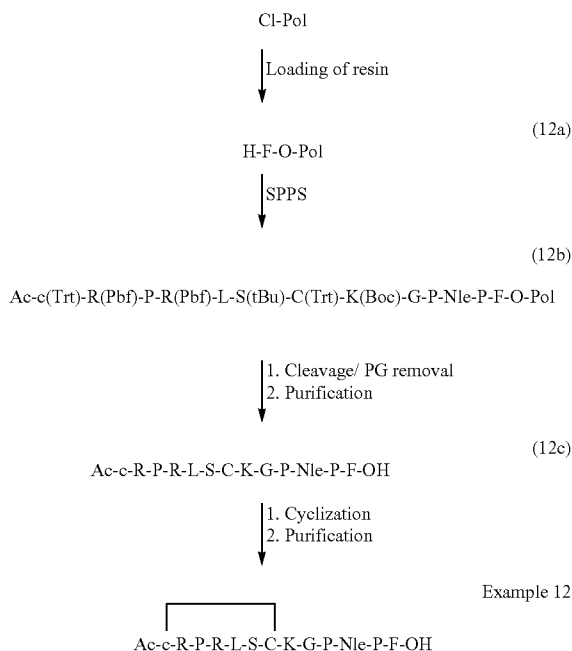 Cl-Pol
Loading of resin
(12a)
H-F-O-Pol
SPPS
(12b)
Ac-c(Trt)-R(Pbf)-P-R(Pbf)-L-S(tBu)-C(Trt)-K(Boc)-G-P-Nle-P-F-O-Pol
1. Cleavage/ PG removal
2. Purification
(12c)
Ac-c-R-P-R-L-S-C-K-G-P-Nle-P-F-OH
1. Cyclization
2. Purification
Example 12
Ac-c-R-P-R-L-S-C-K-G-P-Nle-P-F-OH